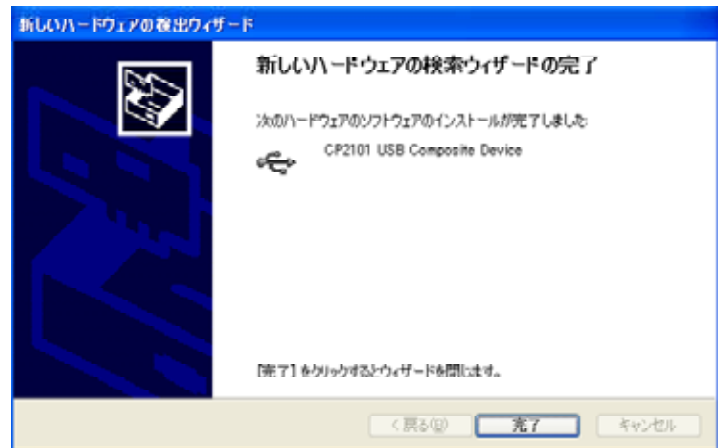 新しいハードウェアの検出ウィザード
新しいハードウェアの検索ウィザードの完了
次のハードウェアのソフトウェアのインストールが完了しました:
CP2101 USB Composite Device
[完了] をクリックするとウィザードを閉じます。
< 戻る(B)
完了
キャンセル